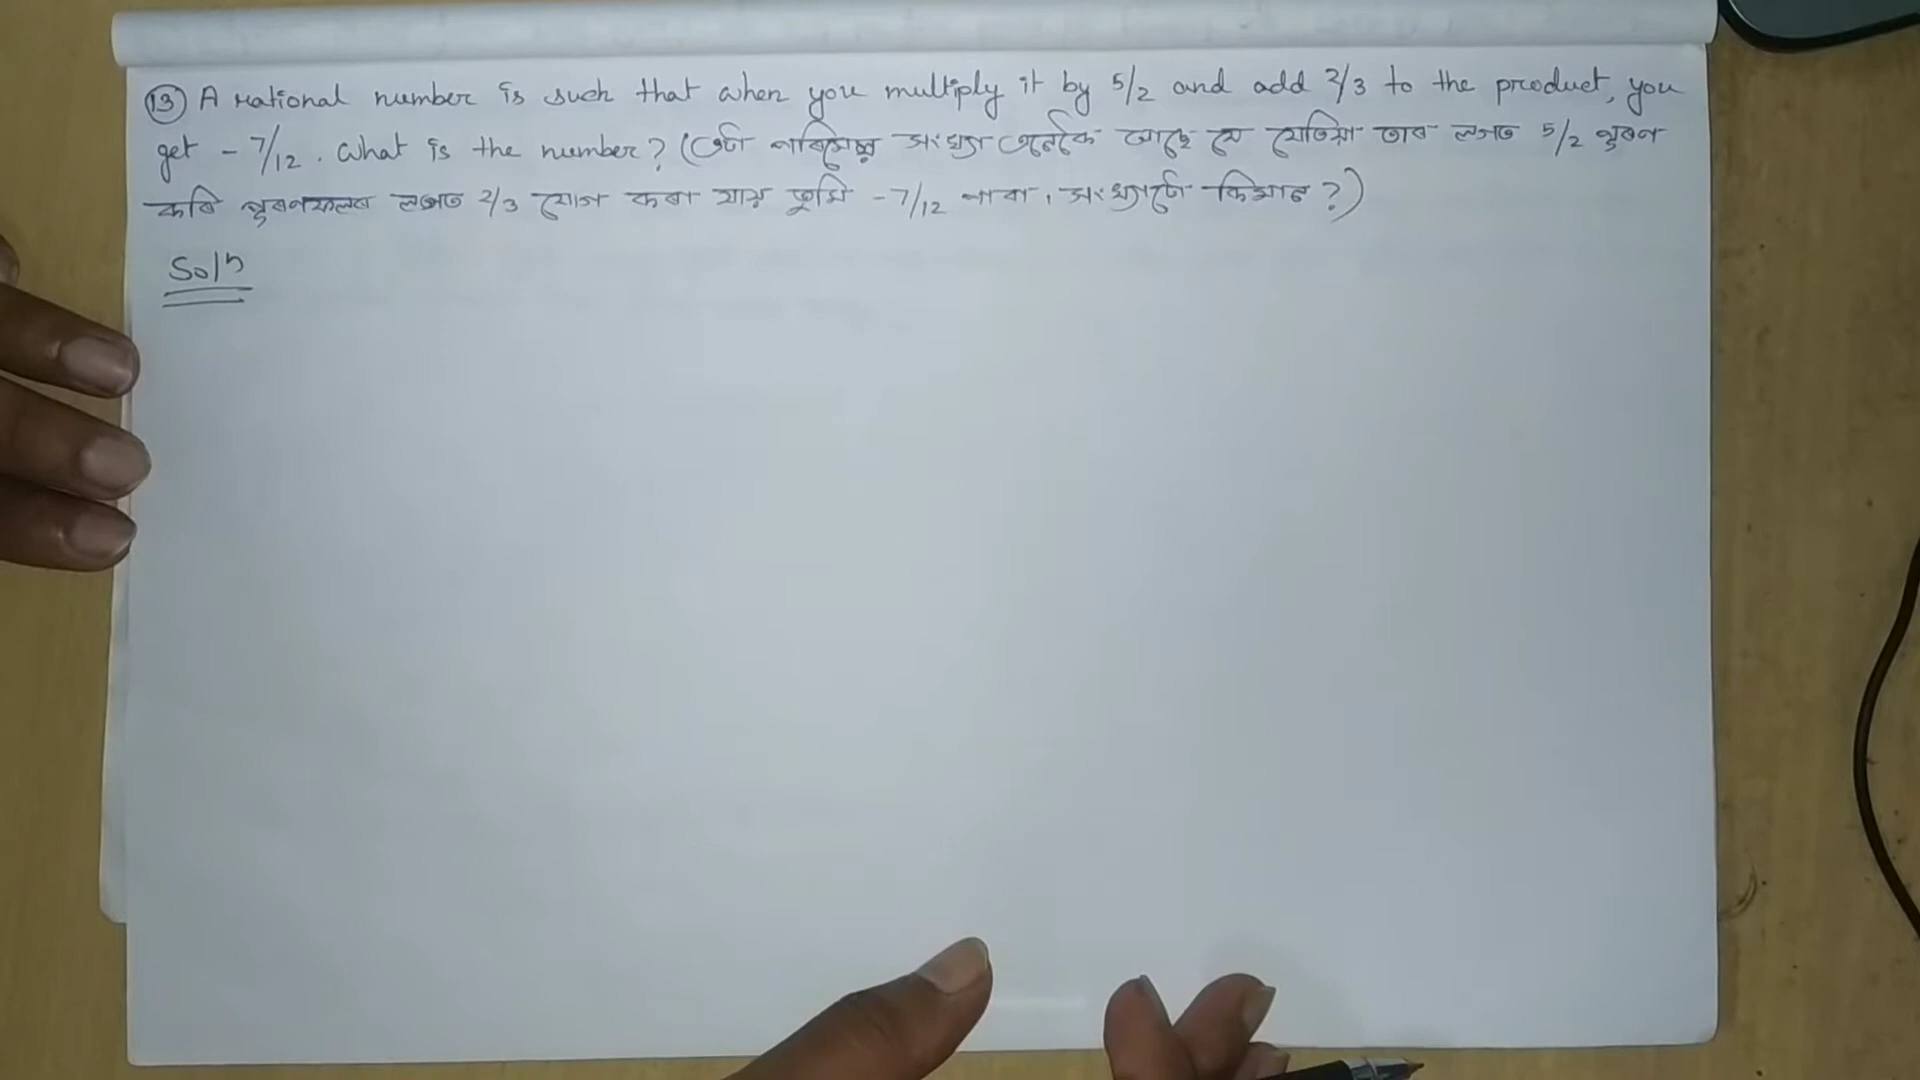 (13) A rational number is such that when you multiply it by 5/2 and add 2/3 to the product, you
get - 7/12. What is the number? (এটা পৰিমেয় সংখ্যা এনেকৈ আছে যে যেতিয়া তাৰ লগত 5/2 পুৰণ
কৰি পুৰণফলৰ লগত 2/3 যোগ কৰা যায় তুমি - 7/12 পাবা। সংখ্যাটো কিমান?)
Soln